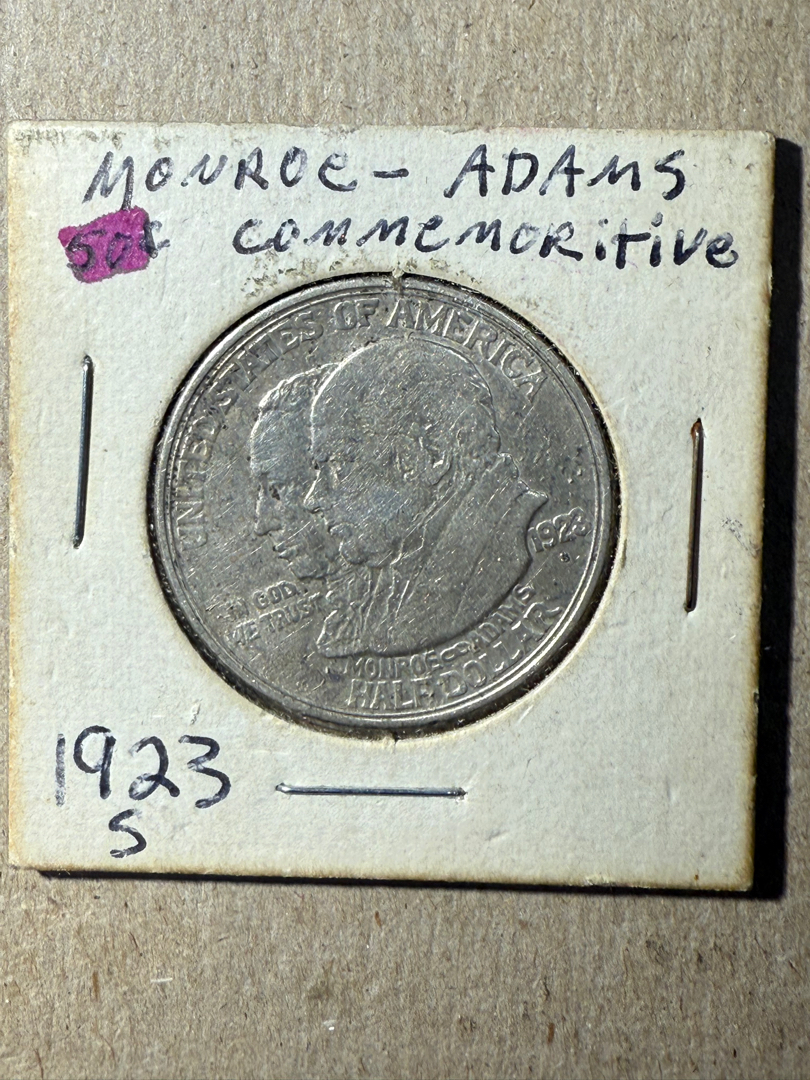 MONROE - ADAMS
50¢ COMMEMORITIVE
UNITED STATES OF AMERICA
1923
S
IN GOD
WE TRUST
MONROE ADAMS
HALF DOLLAR
1923
S